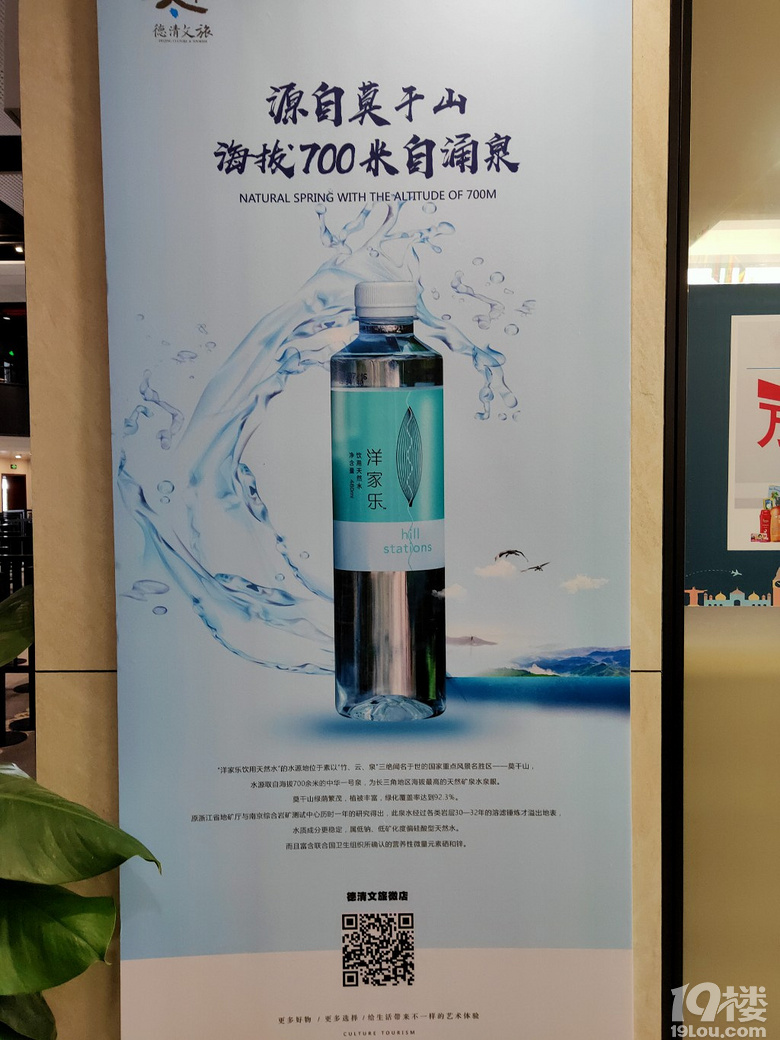 德清文旅
源自莫干山
海拔700米自涌泉
NATURAL SPRING WITH THE ALTITUDE OF 700M
洋家乐
饮用天然水
净含量
hill
stations
“洋家乐饮用天然水”的水源地位于素以“竹、云、泉”三绝闻名于世的国家重点风景名胜区——莫干山，
水源取自海拔700余米的中华一号泉，为长三角地区海拔最高的天然矿泉水泉眼。
莫干山绿荫繁茂，植被丰富，绿化覆盖率达到92.3%。
原浙江省地矿厅与南京综合岩矿测试中心历时一年的研究得出，此泉水经过各类岩层30—32年的溶滤锤炼才溢出地表，
水质成分更稳定，属低钠、低矿化度偏硅酸型天然水。
而且富含联合国卫生组织所确认的营养性微量元素硒和锌。
德清文旅微店
更多好物 / 更多选择 / 给生活带来不一样的艺术体验
CULTURE TOURISM
19楼
19Lou.com